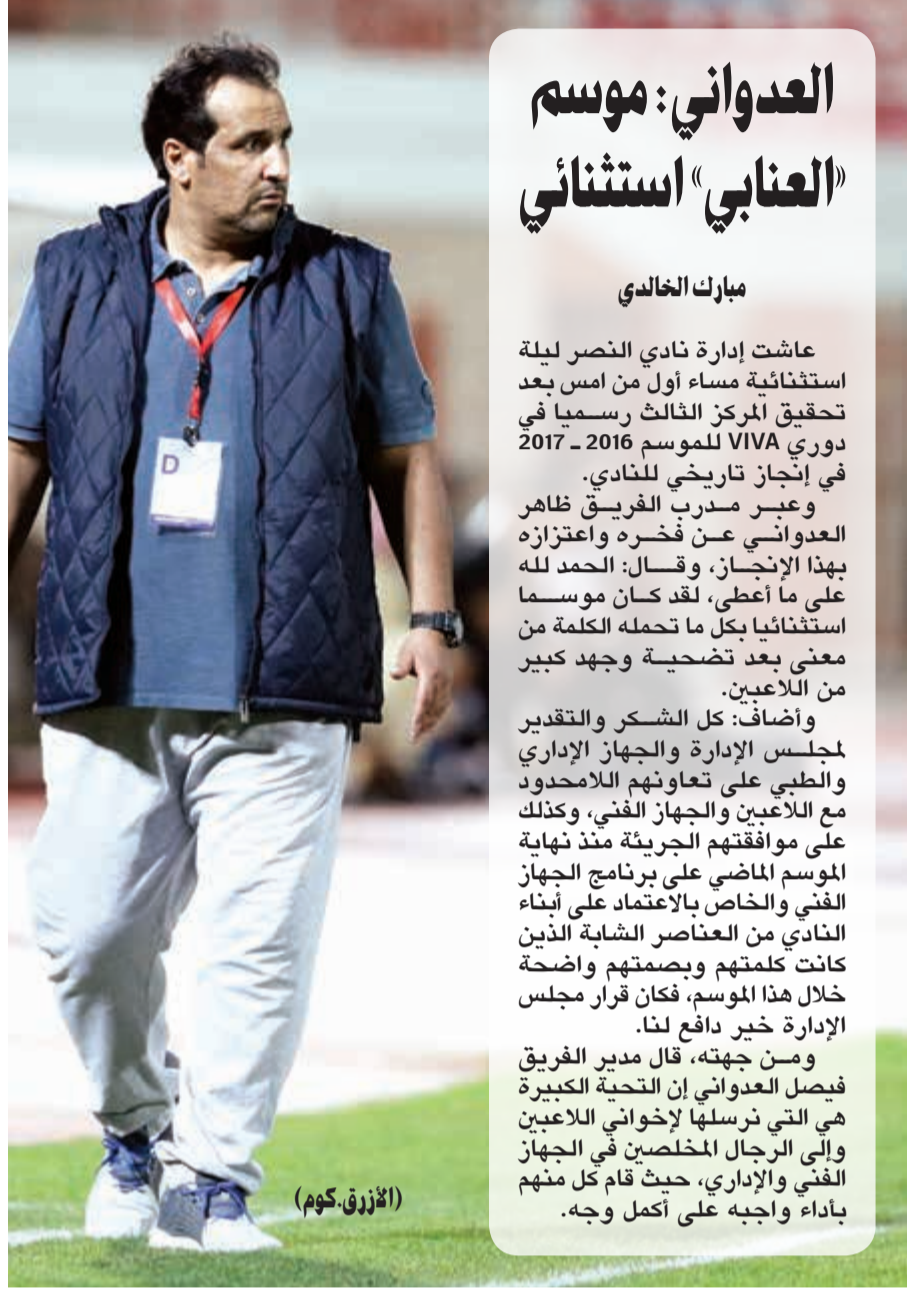 العدواني: موسم
«العنابي» استثنائي
مبارك الخالدي
عاشت إدارة نادي النصر ليلة
استثنائية مساء أول من امس بعد
تحقيق المركز الثالث رسميا في
دوري VIVA للموسم 2016 ـ 2017
في إنجاز تاريخي للنادي.
وعبر مدرب الفريق ظاهر
العدواني عن فخره واعتزازه
بهذا الإنجاز، وقال: الحمد لله
على ما أعطى، لقد كان موسما
استثنائيا بكل ما تحمله الكلمة من
معنى بعد تضحية وجهد كبير
من اللاعبين.
وأضاف: كل الشكر والتقدير
لمجلس الإدارة والجهاز الإداري
والطبي على تعاونهم اللامحدود
مع اللاعبين والجهاز الفني، وكذلك
على موافقتهم الجريئة منذ نهاية
الموسم الماضي على برنامج الجهاز
الفني والخاص بالاعتماد على أبناء
النادي من العناصر الشابة الذين
كانت كلمتهم وبصمتهم واضحة
خلال هذا الموسم، فكان قرار مجلس
الإدارة خير دافع لنا.
ومن جهته، قال مدير الفريق
فيصل العدواني إن التحية الكبيرة
هي التي نرسلها لإخواني اللاعبين
وإلى الرجال المخلصين في الجهاز
الفني والإداري، حيث قام كل منهم
بأداء واجبه على أكمل وجه.
D
(الأزرق.كوم)